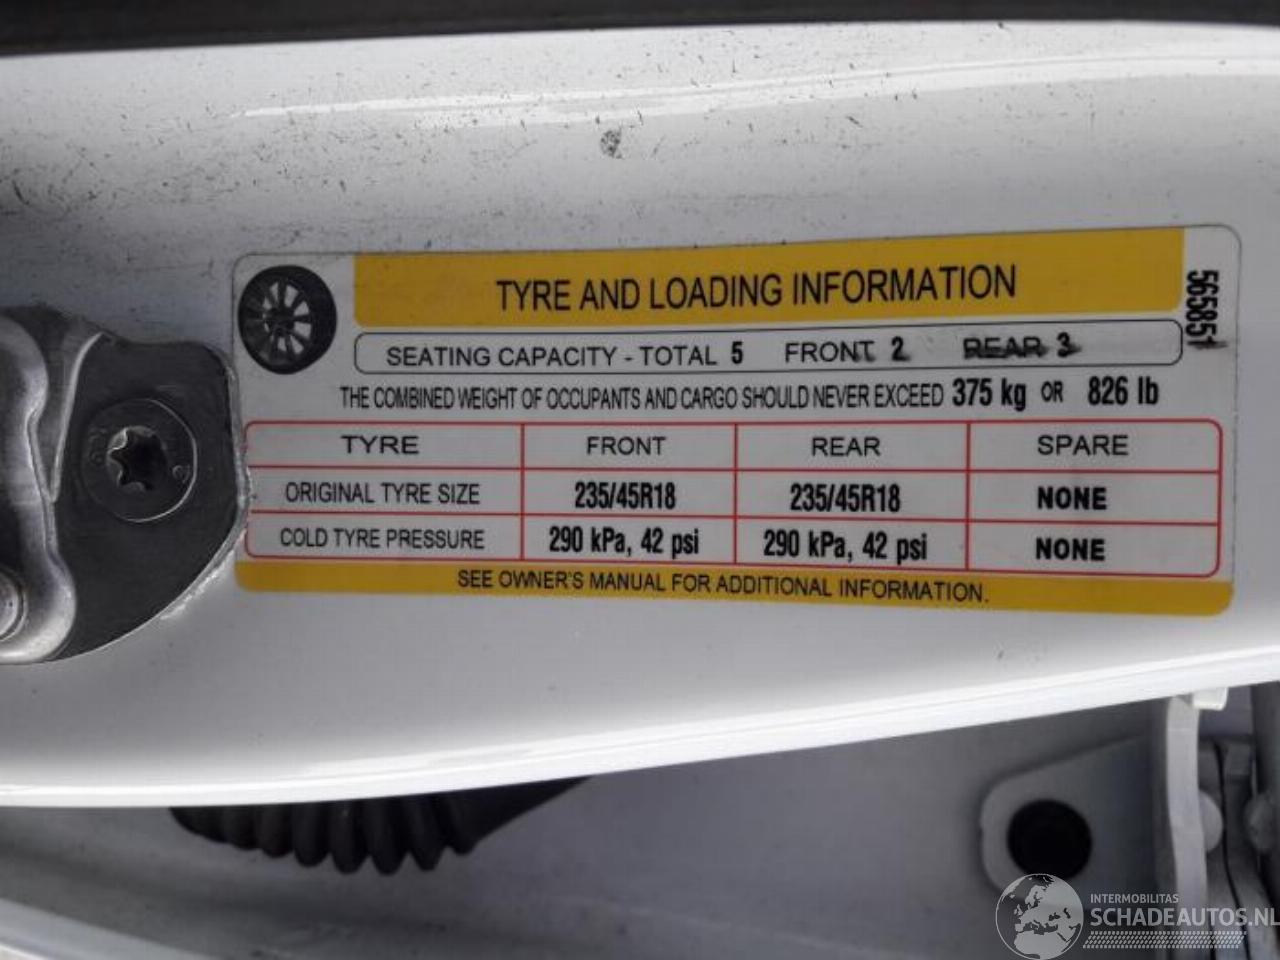 TYRE AND LOADING INFORMATION
SEATING CAPACITY - TOTAL 5 FRONT 2 REAR 3
THE COMBINED WEIGHT OF OCCUPANTS AND CARGO SHOULD NEVER EXCEED 375 kg OR 826 lb
TYRE FRONT REAR SPARE
ORIGINAL TYRE SIZE 235/45R18 235/45R18 NONE
COLD TYRE PRESSURE 290 kPa, 42 psi 290 kPa, 42 psi NONE
SEE OWNER'S MANUAL FOR ADDITIONAL INFORMATION.
565851
INTERMOBILITAS
SCHADEAUTOS.NL